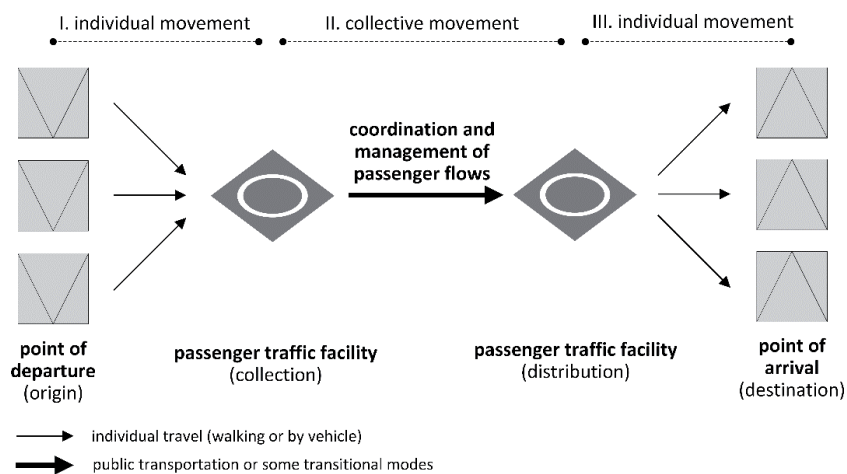 I. individual movement
II. collective movement
III. individual movement
coordination and
management of
passenger flows
point of
departure
(origin)
passenger traffic facility
(collection)
passenger traffic facility
(distribution)
point of
arrival
(destination)
individual travel (walking or by vehicle)
public transportation or some transitional modes